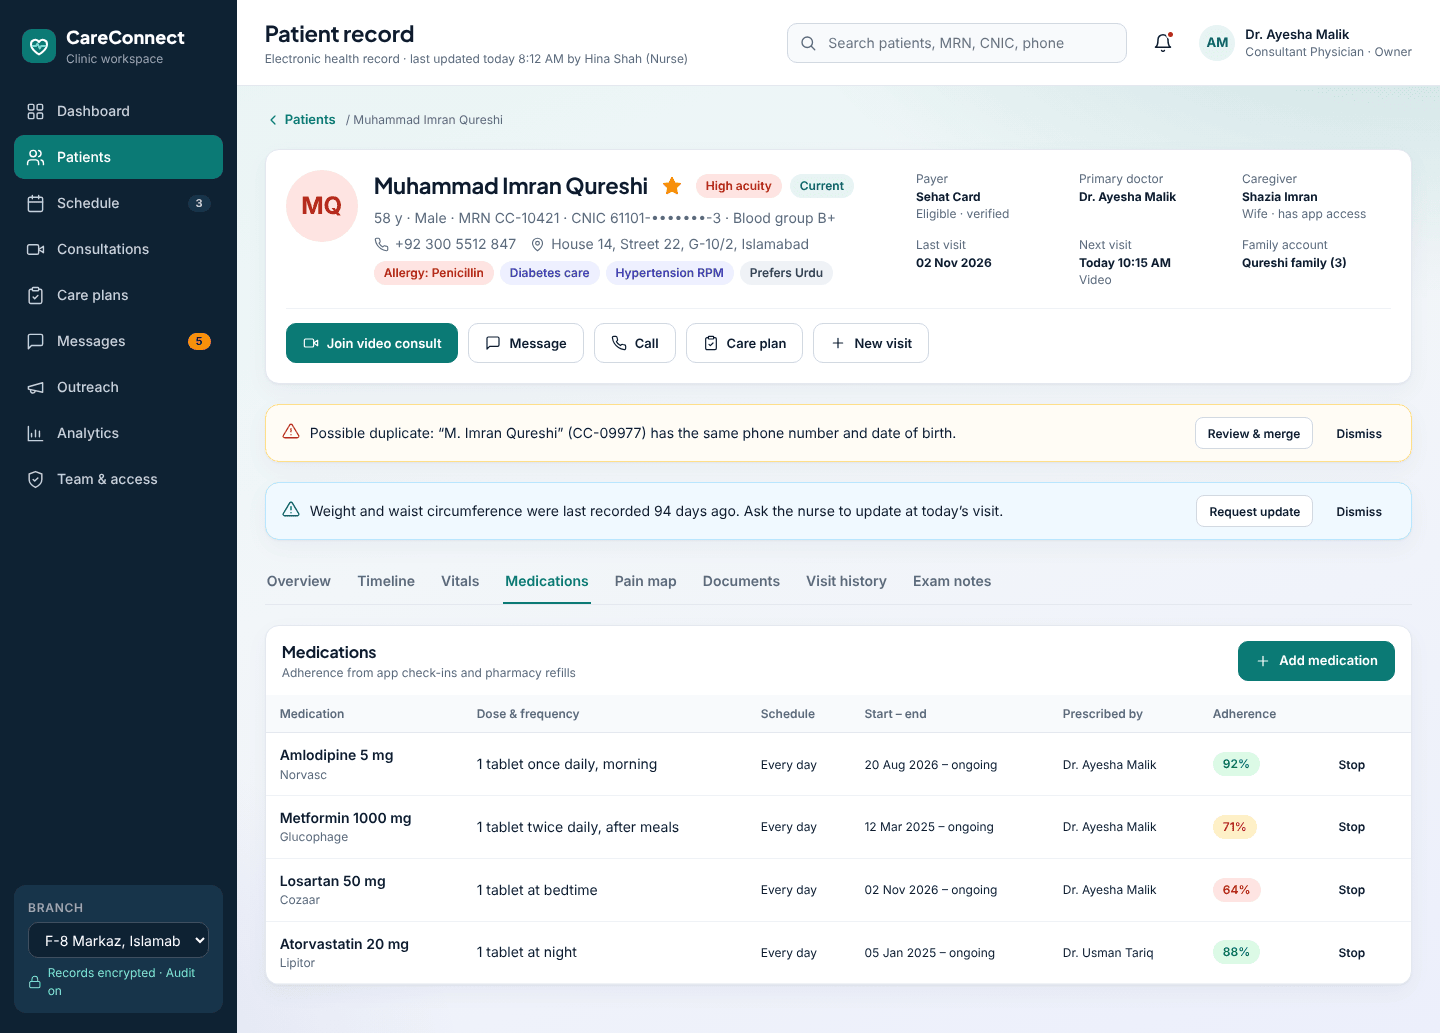 CareConnect
Clinic workspace
Dashboard
Patients
Schedule 3
Consultations
Care plans
Messages 5
Outreach
Analytics
Team & access
BRANCH
F-8 Markaz, Islamab
Records encrypted · Audit
on
Patient record
Electronic health record · last updated today 8:12 AM by Hina Shah (Nurse)
Search patients, MRN, CNIC, phone
AM
Dr. Ayesha Malik
Consultant Physician · Owner
Patients / Muhammad Imran Qureshi
MQ
Muhammad Imran Qureshi High acuity Current
58 y · Male · MRN CC-10421 · CNIC 61101-•••••••-3 · Blood group B+
+92 300 5512 847 House 14, Street 22, G-10/2, Islamabad
Allergy: Penicillin Diabetes care Hypertension RPM Prefers Urdu
Payer
Sehat Card
Eligible · verified
Primary doctor
Dr. Ayesha Malik
Caregiver
Shazia Imran
Wife · has app access
Last visit
02 Nov 2026
Next visit
Today 10:15 AM
Video
Family account
Qureshi family (3)
Join video consult Message Call Care plan New visit
Possible duplicate: “M. Imran Qureshi” (CC-09977) has the same phone number and date of birth. Review & merge Dismiss
Weight and waist circumference were last recorded 94 days ago. Ask the nurse to update at today’s visit. Request update Dismiss
Overview Timeline Vitals Medications Pain map Documents Visit history Exam notes
Medications
Adherence from app check-ins and pharmacy refills
Add medication
Medication Dose & frequency Schedule Start – end Prescribed by Adherence
Amlodipine 5 mg
Norvasc
1 tablet once daily, morning Every day 20 Aug 2026 – ongoing Dr. Ayesha Malik 92% Stop
Metformin 1000 mg
Glucophage
1 tablet twice daily, after meals Every day 12 Mar 2025 – ongoing Dr. Ayesha Malik 71% Stop
Losartan 50 mg
Cozaar
1 tablet at bedtime Every day 02 Nov 2026 – ongoing Dr. Ayesha Malik 64% Stop
Atorvastatin 20 mg
Lipitor
1 tablet at night Every day 05 Jan 2025 – ongoing Dr. Usman Tariq 88% Stop